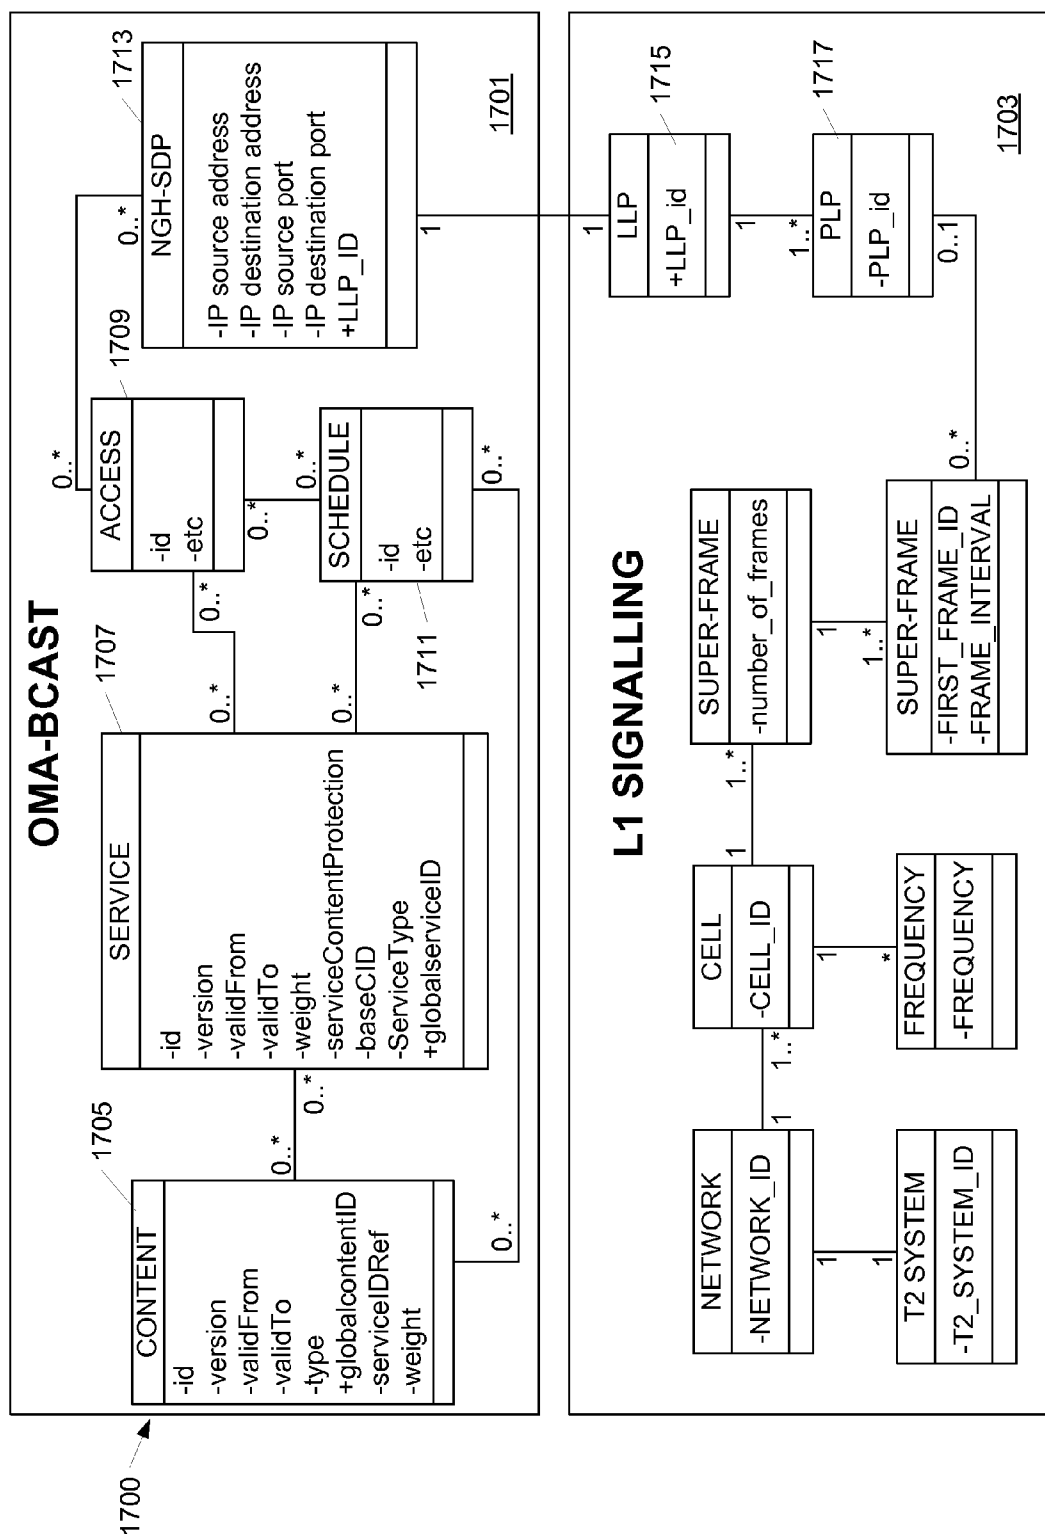 1700
OMA-BCAST
1701
1705
CONTENT
-id
-version
-validFrom
-validTo
-type
+globalcontentID
-serviceIDRef
-weight
0..*
0..*
0..*
1707
SERVICE
-id
-version
-validFrom
-validTo
-weight
-serviceContentProtection
-baseCID
-ServiceType
+globalserviceID
0..*
0..*
0..*
1709
ACCESS
-id
-etc
0..*
0..*
0..*
0..*
SCHEDULE
-id
-etc
1711
0..*
0..*
1713
NGH-SDP
-IP source address
-IP destination address
-IP source port
-IP destination port
+LLP_ID
0..*
1
L1 SIGNALLING
1703
NETWORK
-NETWORK_ID
1
1
1
T2 SYSTEM
-T2_SYSTEM_ID
CELL
-CELL_ID
1..*
1
1
*
FREQUENCY
-FREQUENCY
SUPER-FRAME
-number_of_frames
1..*
1
1..*
SUPER-FRAME
-FIRST_FRAME_ID
-FRAME_INTERVAL
0..*
1715
LLP
+LLP_id
1
1
1..*
1717
PLP
-PLP_id
0..1